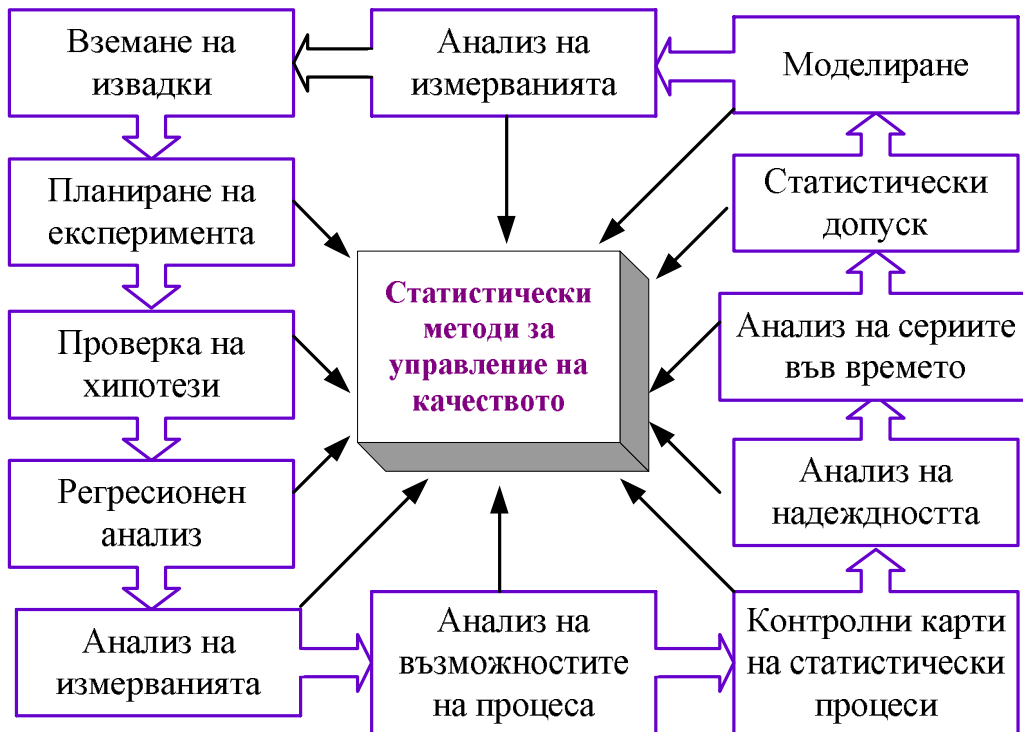 Вземане на
извадки
Анализ на
измерванията
Моделиране
Планиране на
експеримента
Статистически
допуск
Статистически
методи за
управление на
качеството
Проверка на
хипотези
Анализ на сериите
във времето
Регресионен
анализ
Анализ на
надеждността
Анализ на
измерванията
Анализ на
възможностите
на процеса
Контролни карти
на статистически
процеси